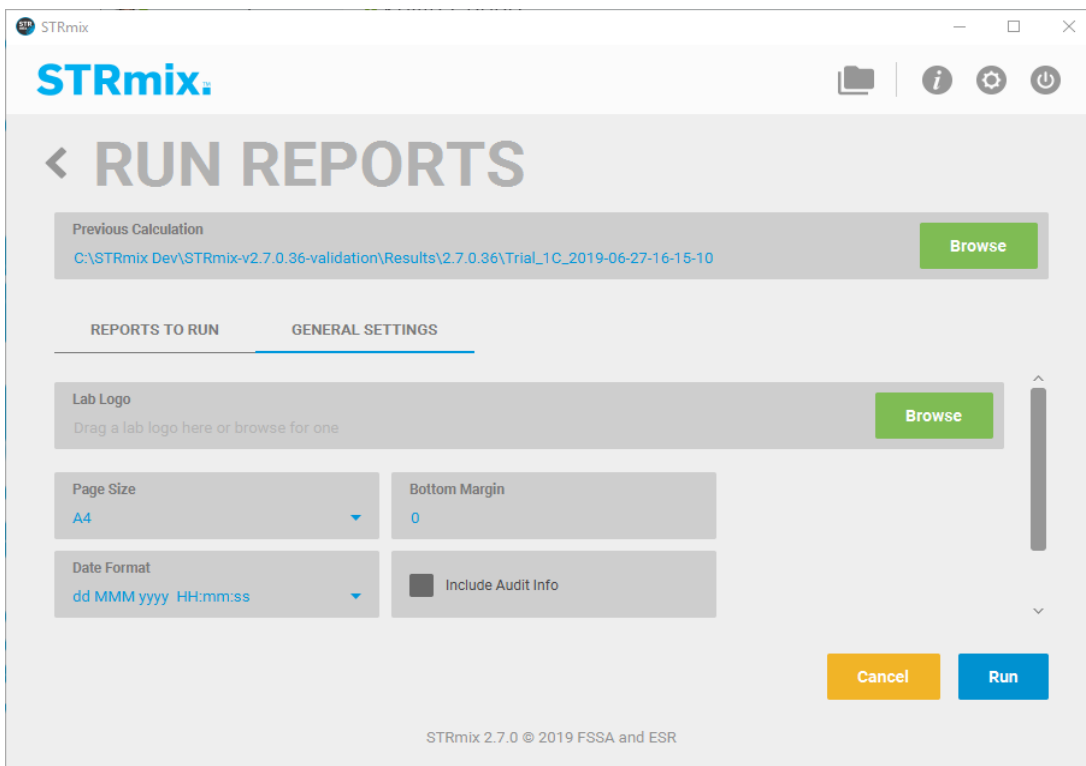 STRmix
STRmix™
RUN REPORTS
Previous Calculation
C:\STRmix Dev\STRmix-v2.7.0.36-validation\Results\2.7.0.36\Trial_1C_2019-06-27-16-15-10
Browse
REPORTS TO RUN GENERAL SETTINGS
Lab Logo
Drag a lab logo here or browse for one
Browse
Page Size
A4
Bottom Margin
0
Date Format
dd MMM yyyy HH:mm:ss
Include Audit Info
Cancel Run
STRmix 2.7.0 © 2019 FSSA and ESR